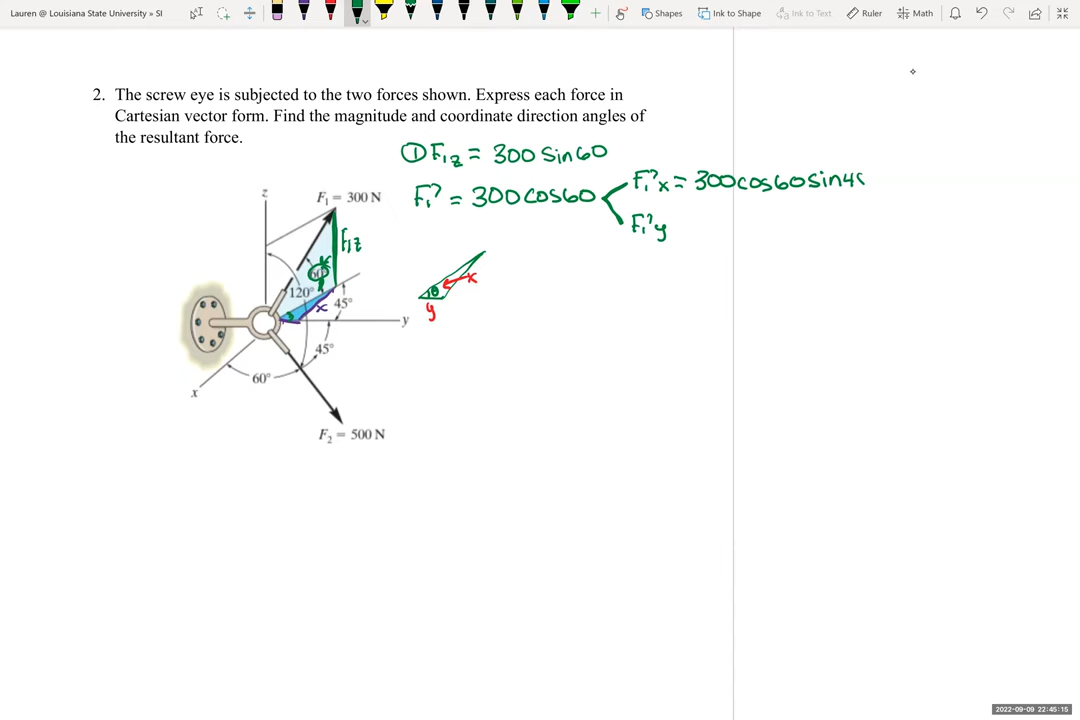 Lauren @ Louisiana State University » SI
Shapes
Ink to Shape
Ink to Text
Ruler
Math
2. The screw eye is subjected to the two forces shown. Express each force in
Cartesian vector form. Find the magnitude and coordinate direction angles of
the resultant force.
① F₁z = 300 sin60
F₁' = 300cos60
F₁'x = 300cos60sin45
F₁'y
z
F₁ = 300 N
F₁z
60°
120°
45°
x
y
45°
60°
x
F₂ = 500 N
θ
x
y
2022-09-09 22:45:15